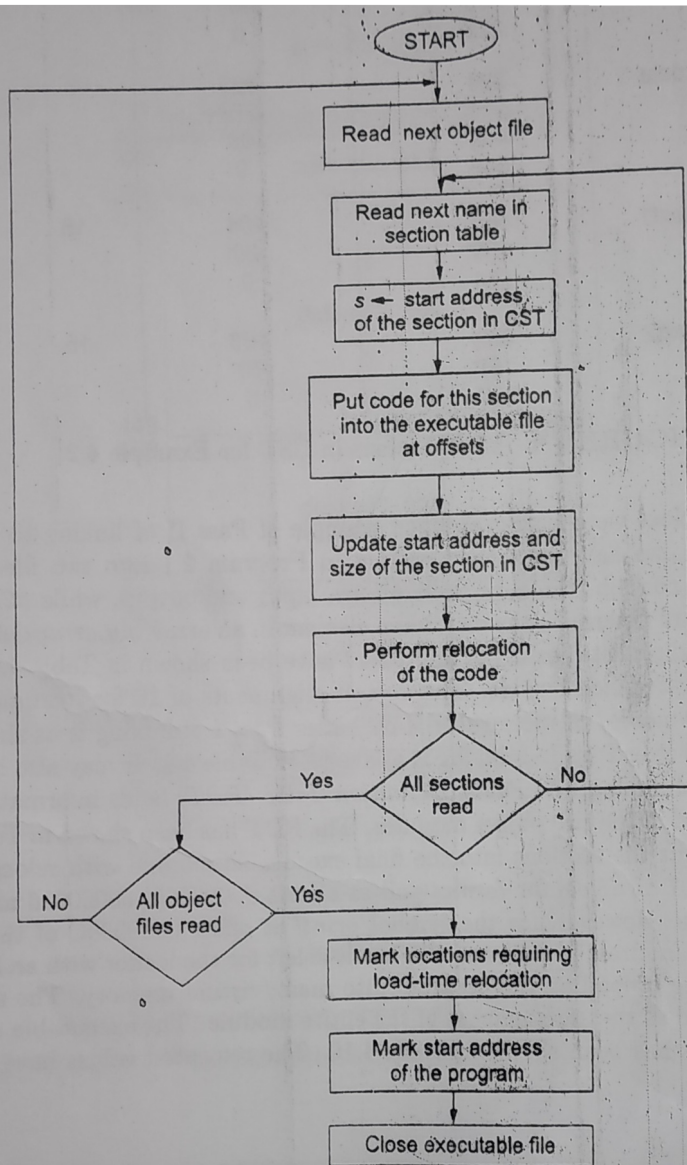 START
Read next object file
Read next name in
section table
s ← start address
of the section in CST
Put code for this section
into the executable file
at offsets
Update start address and
size of the section in CST
Perform relocation
of the code
All sections
read
Yes
No
All object
files read
No
Yes
Mark locations requiring
load-time relocation
Mark start address
of the program
Close executable file